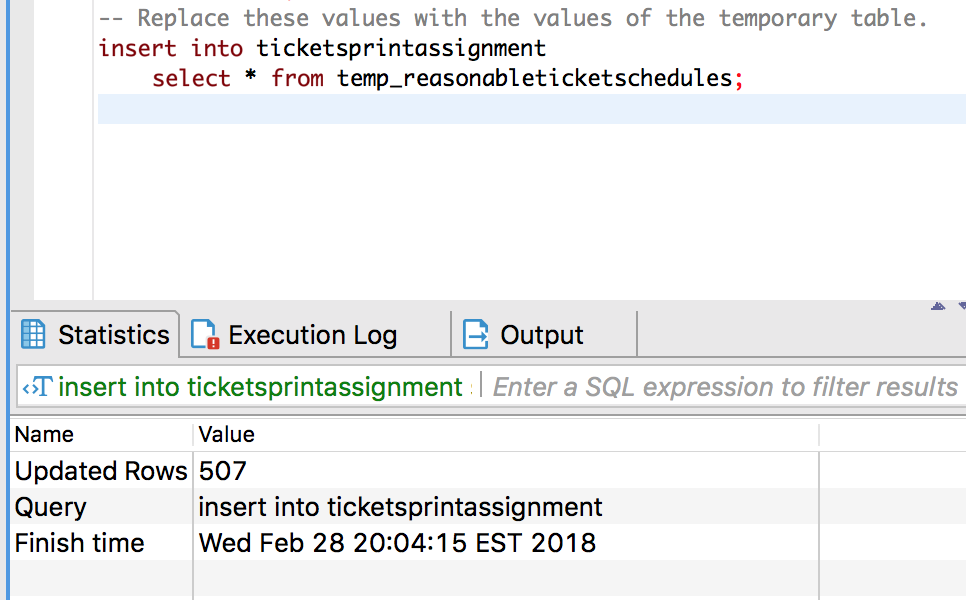 -- Replace these values with the values of the temporary table.
insert into ticketsprintassignment
select * from temp_reasonableticketschedules;
Statistics Execution Log Output
insert into ticketsprintassignment Enter a SQL expression to filter results
Name Value
Updated Rows 507
Query insert into ticketsprintassignment
Finish time Wed Feb 28 20:04:15 EST 2018